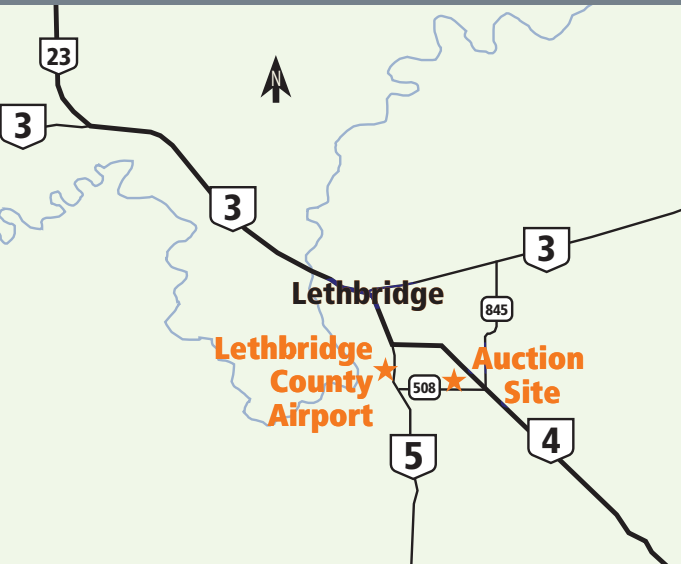 23
3
N
3
3
Lethbridge
845
Lethbridge
County
Airport
Auction
Site
508
5
4